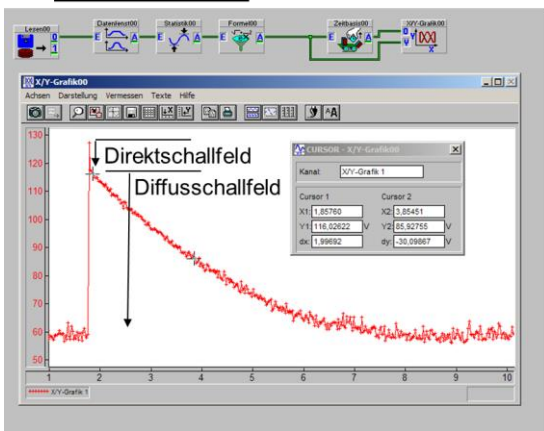 Lesen00 Datenienst00 Statistik00 Formel00 Zeitbasis00 X/Y-Grafik00
0 1 E A E A E A E A D V X
X/Y-Grafik00
Achsen Darstellung Vermessen Texte Hilfe
130
120
110
100
90
80
70
60
50
Direktschallfeld
Diffusschallfeld
CURSOR - X/Y-Grafik00
Kanal: X/Y-Grafik 1
Cursor 1 Cursor 2
X1: 1,85760 X2: 3,85451
Y1: 116,02622 V Y2: 85,92755 V
dx: 1,99692 dy: -30,09867 V
1 2 3 4 5 6 7 8 9 10
X/Y-Grafik 1